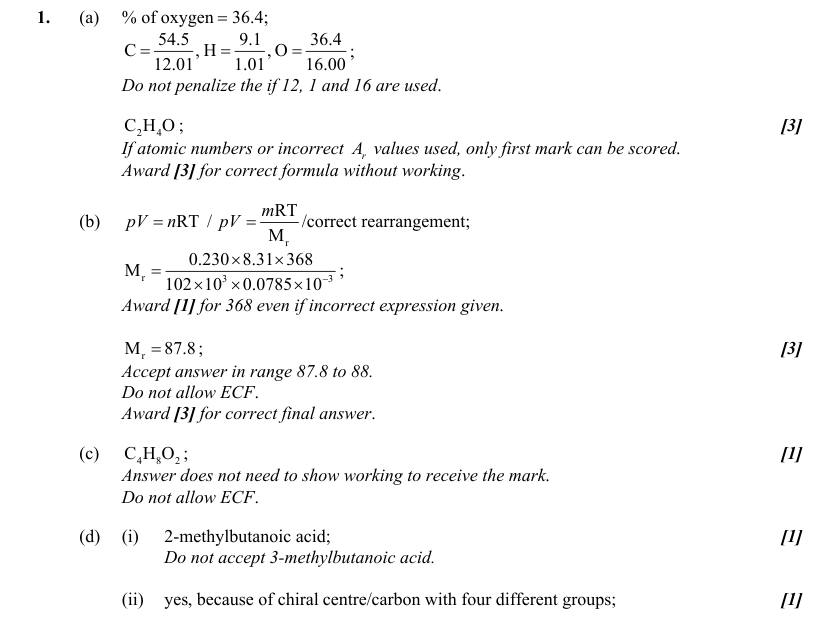 1. (a) % of oxygen = 36.4;
C = 54.5/12.01, H = 9.1/1.01, O = 36.4/16.00;
Do not penalize the if 12, 1 and 16 are used.
C₂H₄O; [3]
If atomic numbers or incorrect Aᵣ values used, only first mark can be scored.
Award [3] for correct formula without working.
(b) pV = nRT / pV = mRT/Mᵣ /correct rearrangement;
Mᵣ = 0.230×8.31×368/102×10³×0.0785×10⁻³;
Award [1] for 368 even if incorrect expression given.
Mᵣ = 87.8; [3]
Accept answer in range 87.8 to 88.
Do not allow ECF.
Award [3] for correct final answer.
(c) C₄H₈O₂; [1]
Answer does not need to show working to receive the mark.
Do not allow ECF.
(d) (i) 2-methylbutanoic acid; [1]
Do not accept 3-methylbutanoic acid.
(ii) yes, because of chiral centre/carbon with four different groups; [1]